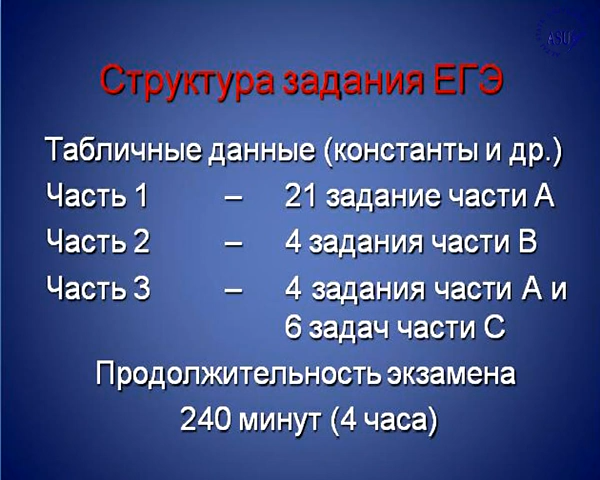 ASU
Структура задания ЕГЭ
Табличные данные (константы и др.)
Часть 1 – 21 задание части А
Часть 2 – 4 задания части В
Часть 3 – 4 задания части А и
6 задач части С
Продолжительность экзамена
240 минут (4 часа)